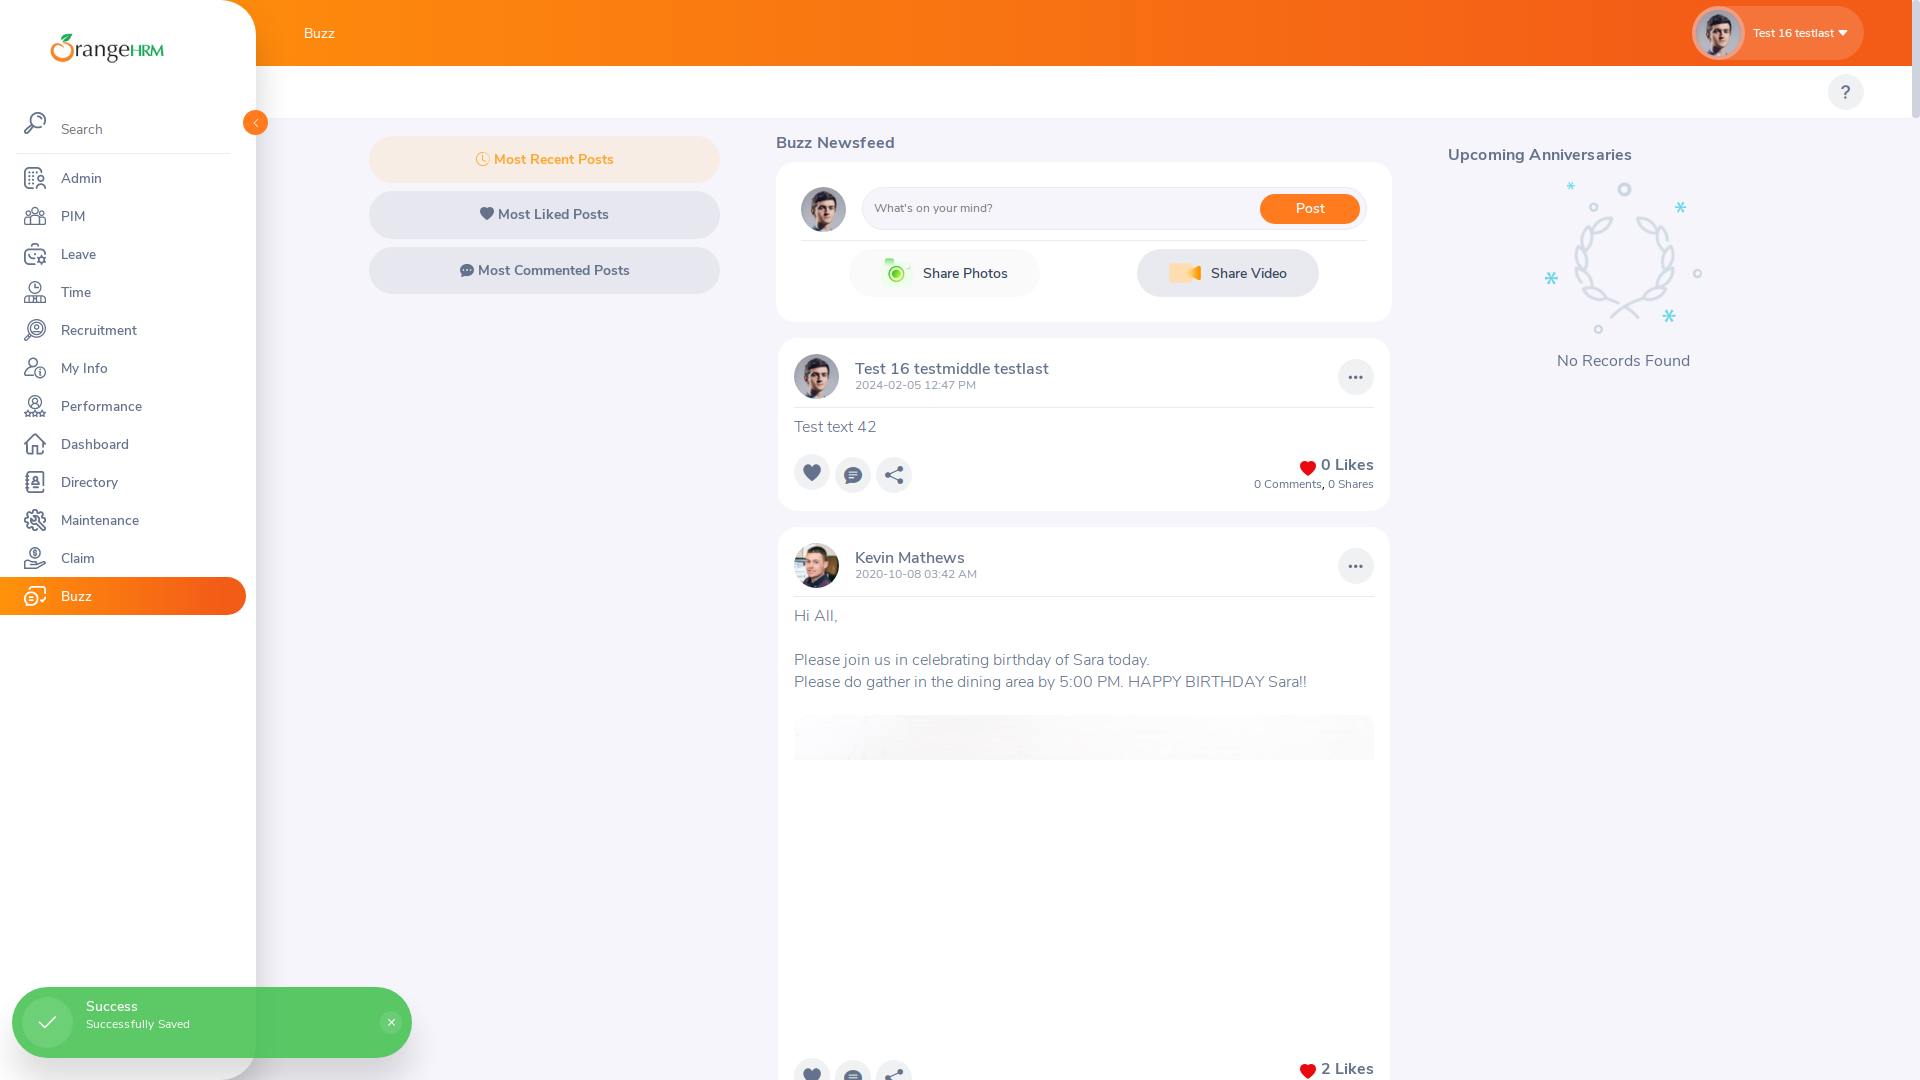 OrangeHRM
Search
Admin
PIM
Leave
Time
Recruitment
My Info
Performance
Dashboard
Directory
Maintenance
Claim
Buzz
Buzz
Test 16 testlast
?
Most Recent Posts
Most Liked Posts
Most Commented Posts
Buzz Newsfeed
What's on your mind?
Post
Share Photos
Share Video
Test 16 testmiddle testlast
2024-02-05 12:47 PM
Test text 42
0 Likes
0 Comments, 0 Shares
Kevin Mathews
2020-10-08 03:42 AM
Hi All,
Please join us in celebrating birthday of Sara today.
Please do gather in the dining area by 5:00 PM. HAPPY BIRTHDAY Sara!!
2 Likes
Upcoming Anniversaries
No Records Found
Success
Successfully Saved